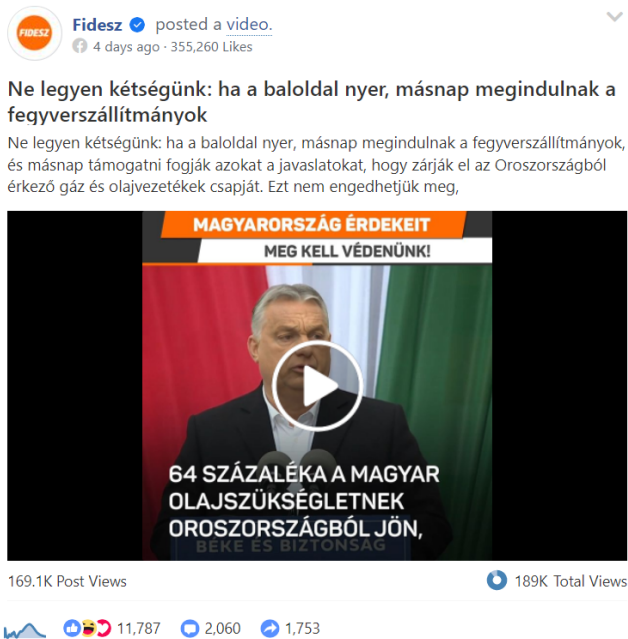 FIDESZ
Fidesz posted a video.
4 days ago · 355,260 Likes
Ne legyen kétségünk: ha a baloldal nyer, másnap megindulnak a
fegyverszállítmányok
Ne legyen kétségünk: ha a baloldal nyer, másnap megindulnak a fegyverszállítmányok,
és másnap támogatni fogják azokat a javaslatokat, hogy zárják el az Oroszországból
érkező gáz és olajvezetékek csapját. Ezt nem engedhetjük meg,
MAGYARORSZÁG ÉRDEKEIT
MEG KELL VÉDENÜNK!
64 SZÁZALÉKA A MAGYAR
OLAJSZÜKSÉGLETNEK
OROSZORSZÁGBÓL JÖN,
BÉKE ÉS BIZTONSÁG
169.1K Post Views 189K Total Views
11,787 2,060 1,753